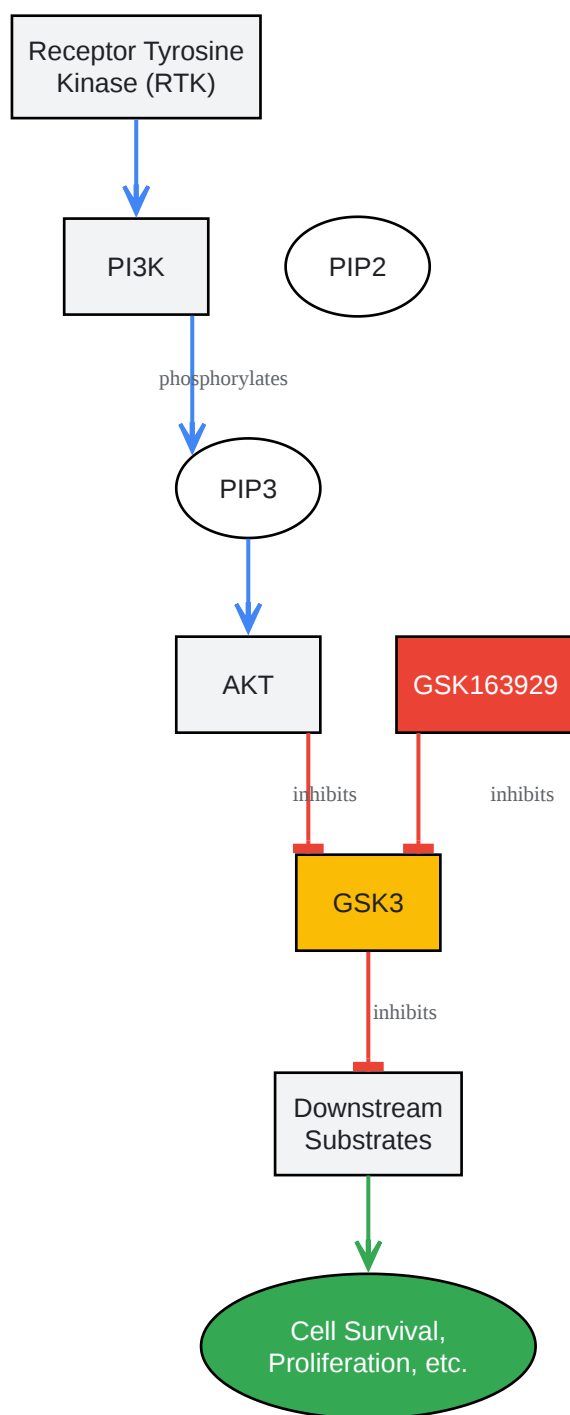 Receptor Tyrosine
Kinase (RTK)
PI3K
PIP2
phosphorylates
PIP3
AKT
GSK163929
inhibits
inhibits
GSK3
inhibits
Downstream
Substrates
Cell Survival,
Proliferation, etc.